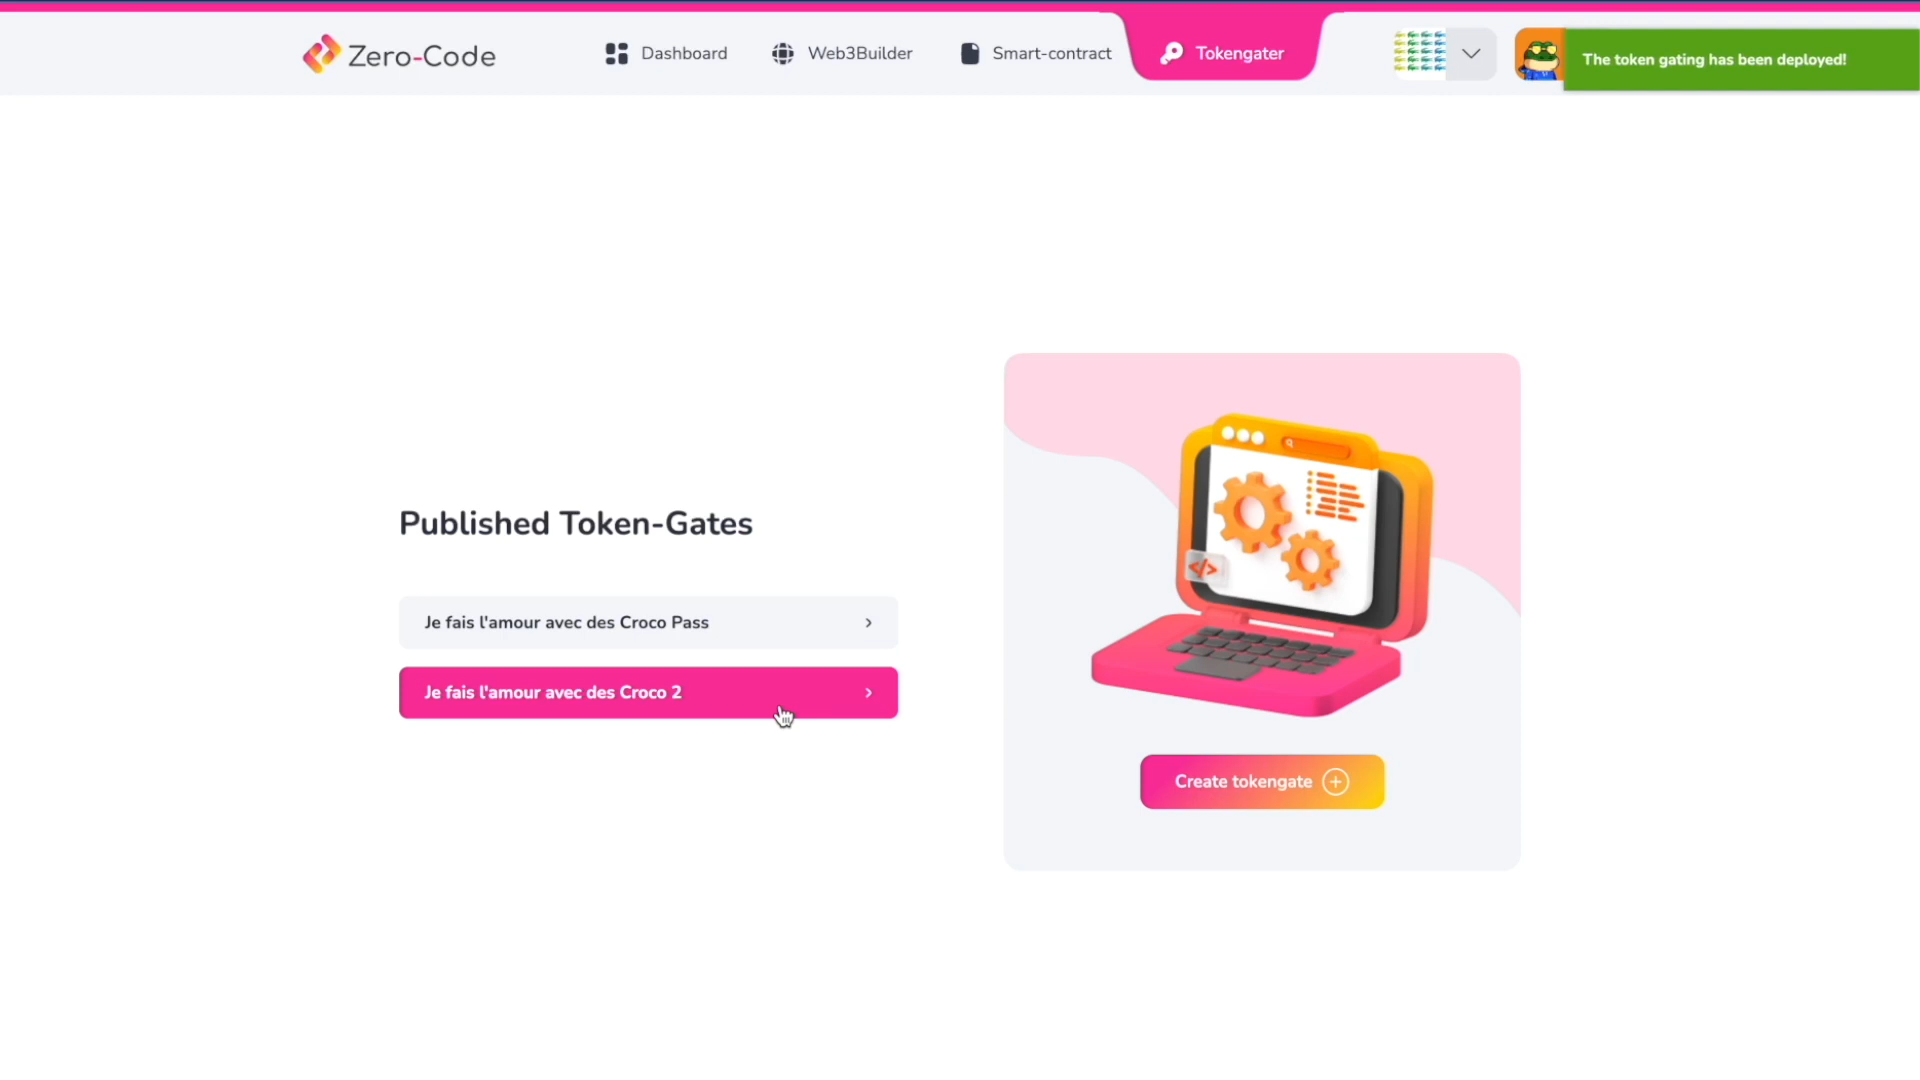 Zero-Code
Dashboard
Web3Builder
Smart-contract
Tokengater
The token gating has been deployed!
Published Token-Gates
Je fais l'amour avec des Croco Pass
Je fais l'amour avec des Croco 2
</>
Create tokengate